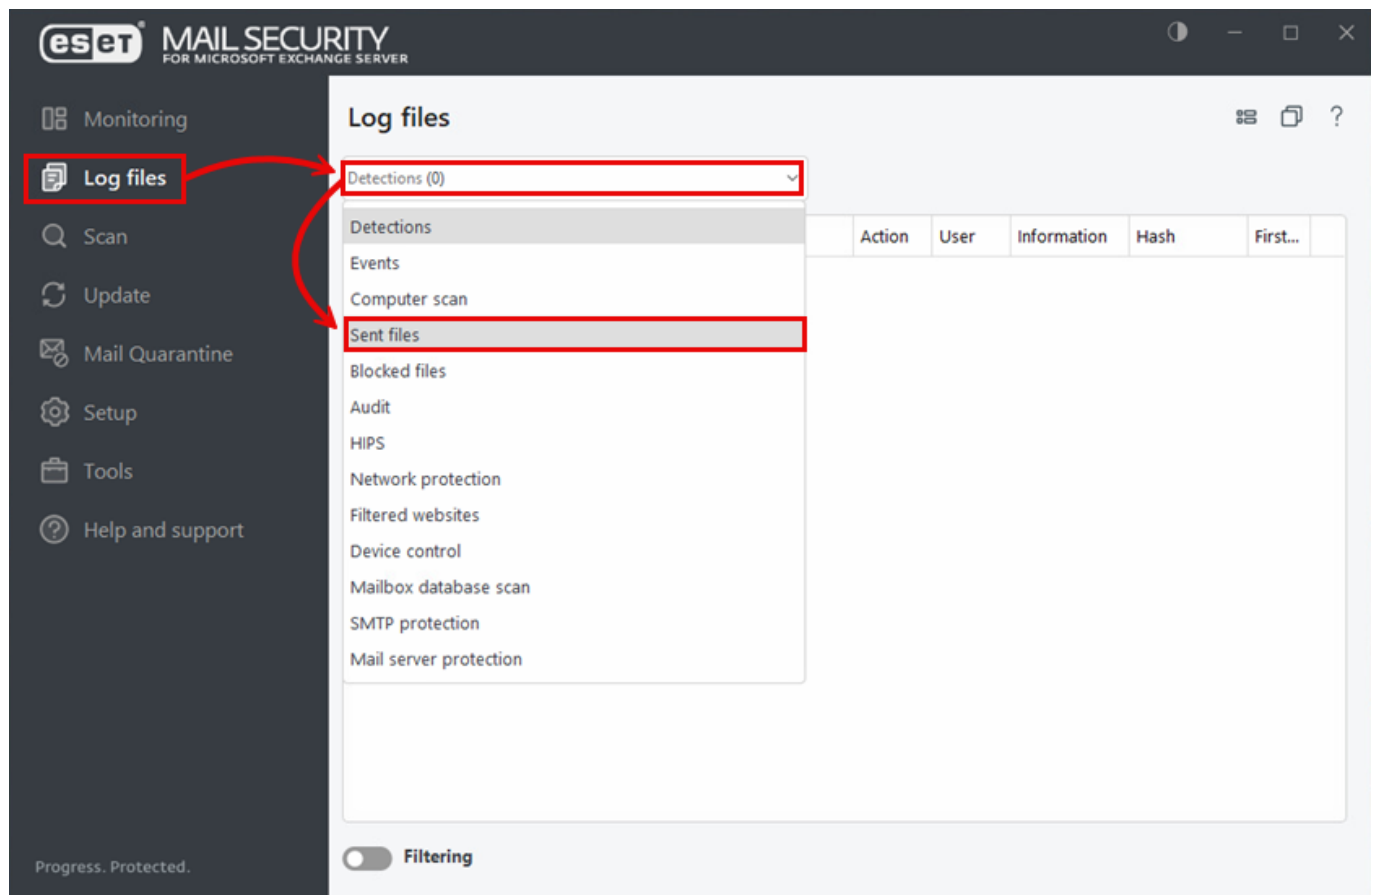 eset MAIL SECURITY
FOR MICROSOFT EXCHANGE SERVER
Monitoring
Log files
Scan
Update
Mail Quarantine
Setup
Tools
Help and support
Progress. Protected.
Log files
?
Detections (0)
Detections
Events
Computer scan
Sent files
Blocked files
Audit
HIPS
Network protection
Filtered websites
Device control
Mailbox database scan
SMTP protection
Mail server protection
Action User Information Hash First...
Filtering